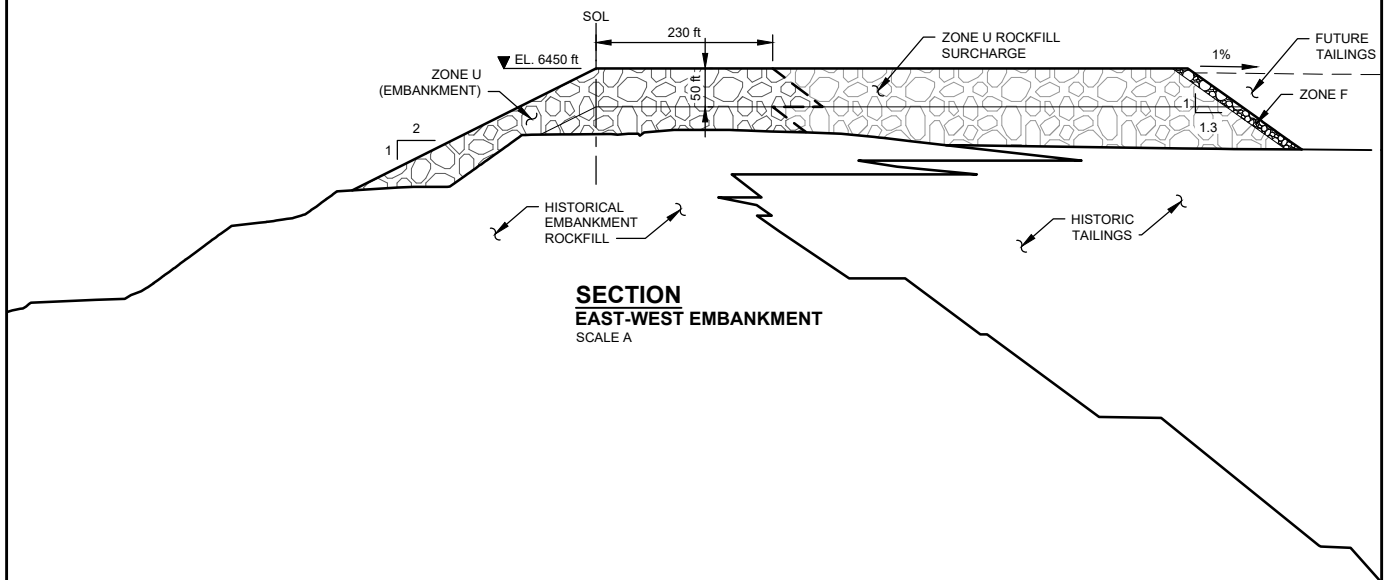 SOL
230 ft
EL. 6450 ft
ZONE U
(EMBANKMENT)
50 ft
ZONE U ROCKFILL
SURCHARGE
1%
FUTURE
TAILINGS
ZONE F
2
1
1
1.3
HISTORICAL
EMBANKMENT
ROCKFILL
HISTORIC
TAILINGS
SECTION
EAST-WEST EMBANKMENT
SCALE A